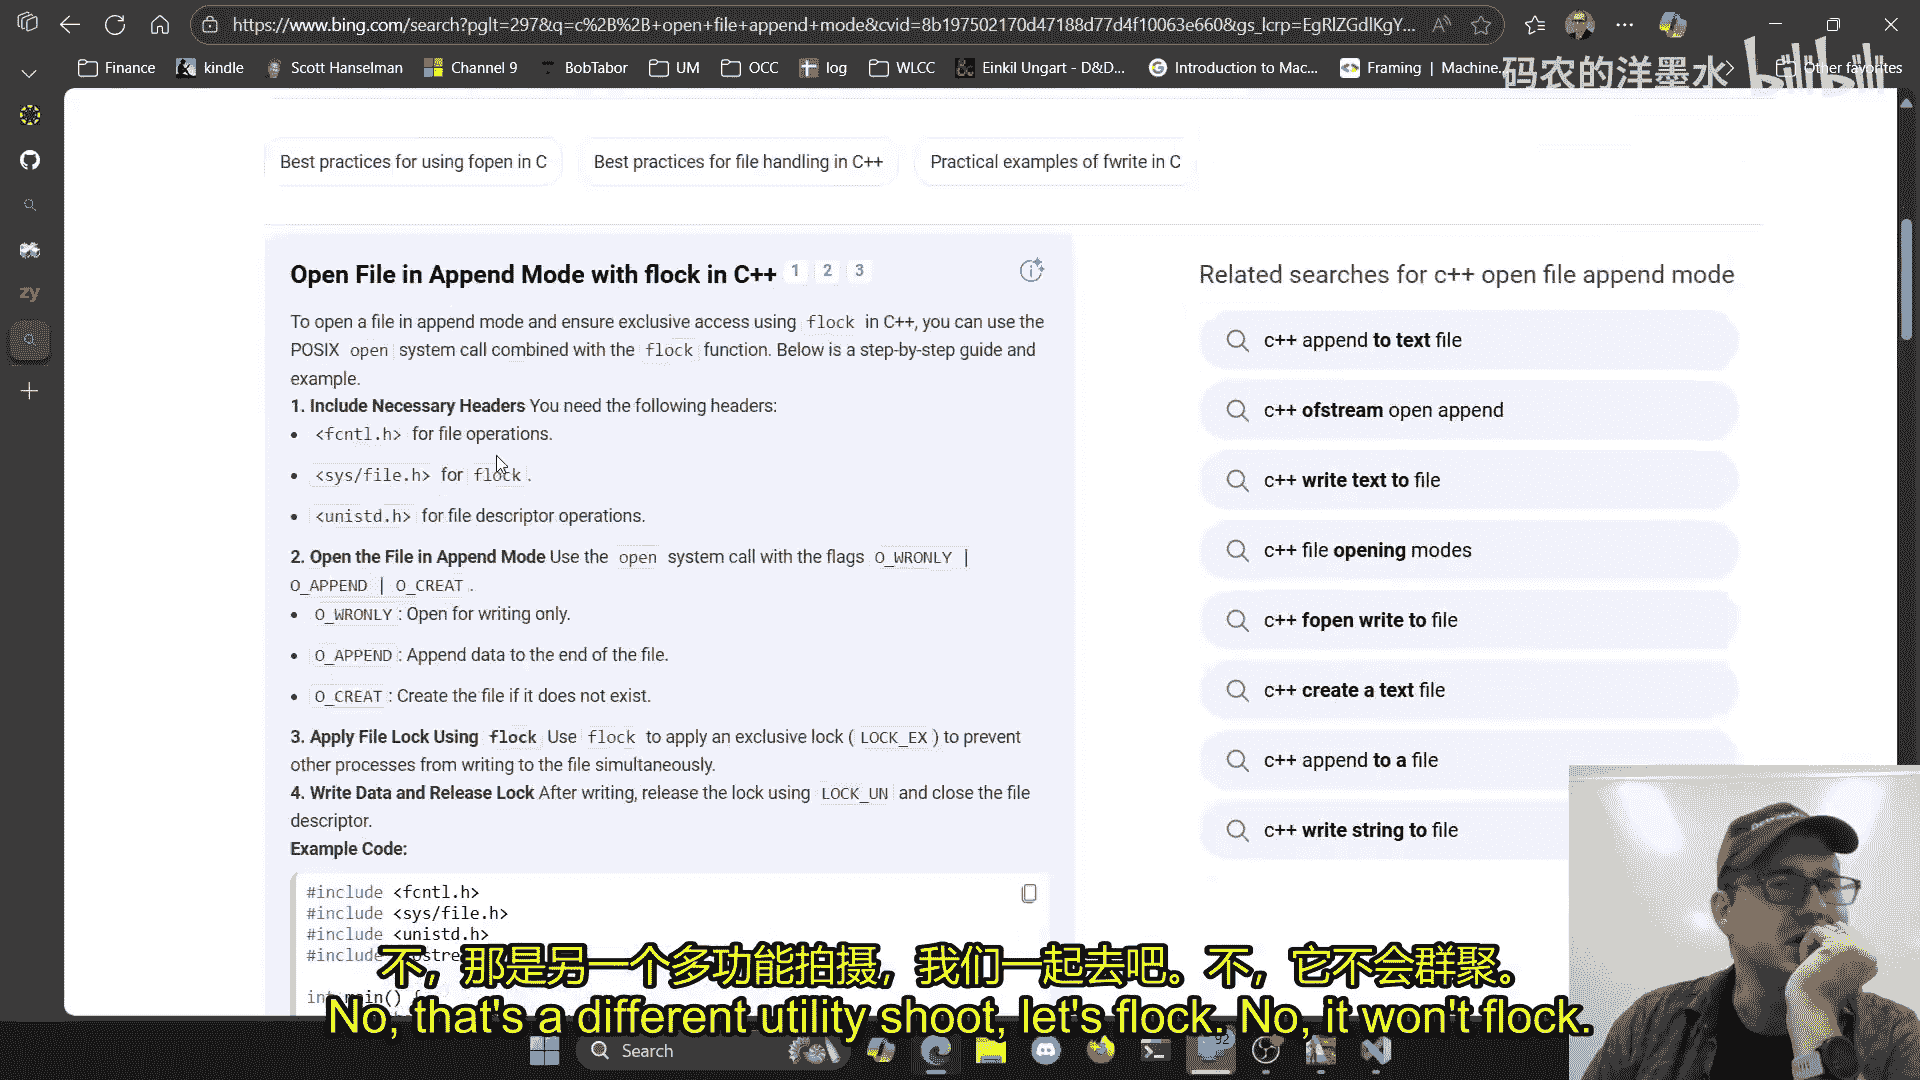 https://www.bing.com/search?pglt=297&q=c%2B%2B+open+file+append+mode&cvid=8b197502170d47188d77d4f10063e660&gs_lcrp=EgRlZGdlKgY...
Finance kindle Scott Hanselman Channel 9 BobTabor UM OCC log WLCC Einkil Ungart - D&D... Introduction to Mac... Framing | Machine... Other favorites
码农的洋墨水 bilibili
Best practices for using fopen in C Best practices for file handling in C++ Practical examples of fwrite in C
zy
Open File in Append Mode with flock in C++ 1 2 3
To open a file in append mode and ensure exclusive access using flock in C++, you can use the
POSIX open system call combined with the flock function. Below is a step-by-step guide and
example.
1. Include Necessary Headers You need the following headers:
• <fcntl.h> for file operations.
• <sys/file.h> for flock.
• <unistd.h> for file descriptor operations.
2. Open the File in Append Mode Use the open system call with the flags O_WRONLY |
O_APPEND | O_CREAT.
• O_WRONLY: Open for writing only.
• O_APPEND: Append data to the end of the file.
• O_CREAT: Create the file if it does not exist.
3. Apply File Lock Using flock Use flock to apply an exclusive lock (LOCK_EX) to prevent
other processes from writing to the file simultaneously.
4. Write Data and Release Lock After writing, release the lock using LOCK_UN and close the file
descriptor.
Example Code:
#include <fcntl.h>
#include <sys/file.h>
#include <unistd.h>
Related searches for c++ open file append mode
c++ append to text file
c++ ofstream open append
c++ write text to file
c++ file opening modes
c++ fopen write to file
c++ create a text file
c++ append to a file
c++ write string to file
不，那是另一个多功能拍摄，我们一起去吧。不，它不会群聚。
No, that's a different utility shoot, let's flock. No, it won't flock.
Search
92